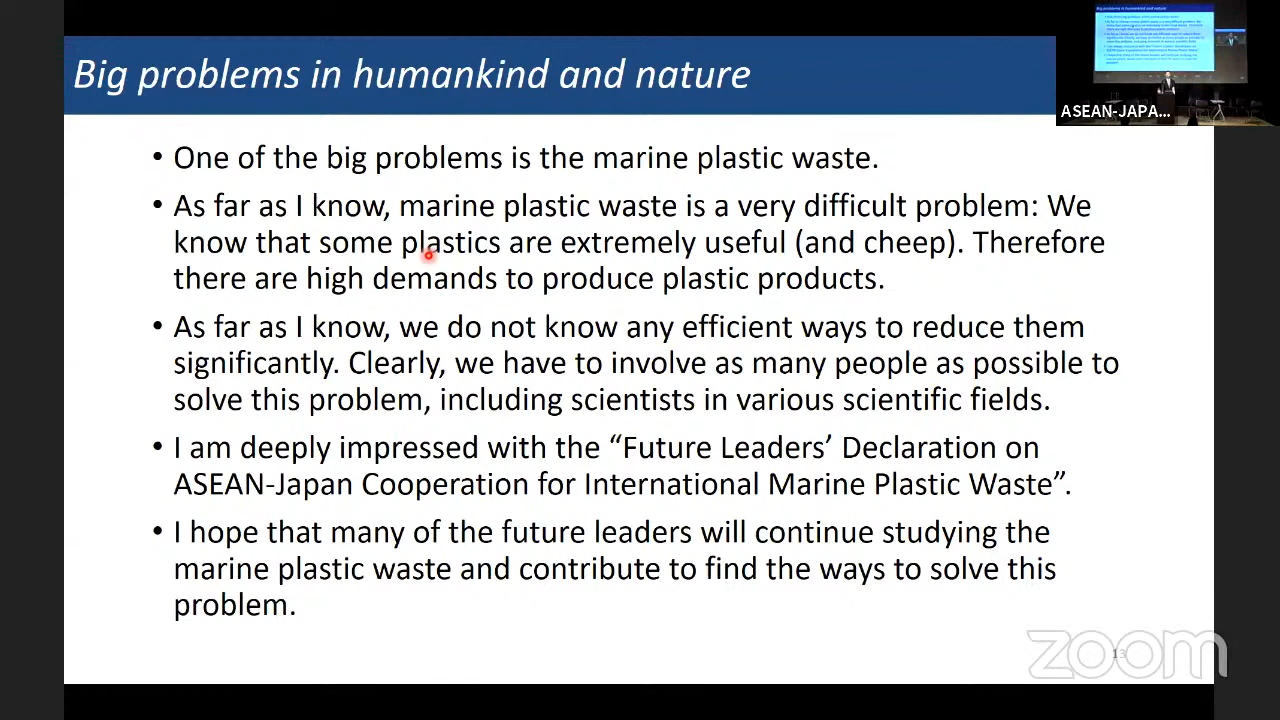 Big problems in humankind and nature
ASEAN-JAPA...
• One of the big problems is the marine plastic waste.
• As far as I know, marine plastic waste is a very difficult problem: We
know that some plastics are extremely useful (and cheep). Therefore
there are high demands to produce plastic products.
• As far as I know, we do not know any efficient ways to reduce them
significantly. Clearly, we have to involve as many people as possible to
solve this problem, including scientists in various scientific fields.
• I am deeply impressed with the “Future Leaders’ Declaration on
ASEAN-Japan Cooperation for International Marine Plastic Waste”.
• I hope that many of the future leaders will continue studying the
marine plastic waste and contribute to find the ways to solve this
problem.
13
zoom